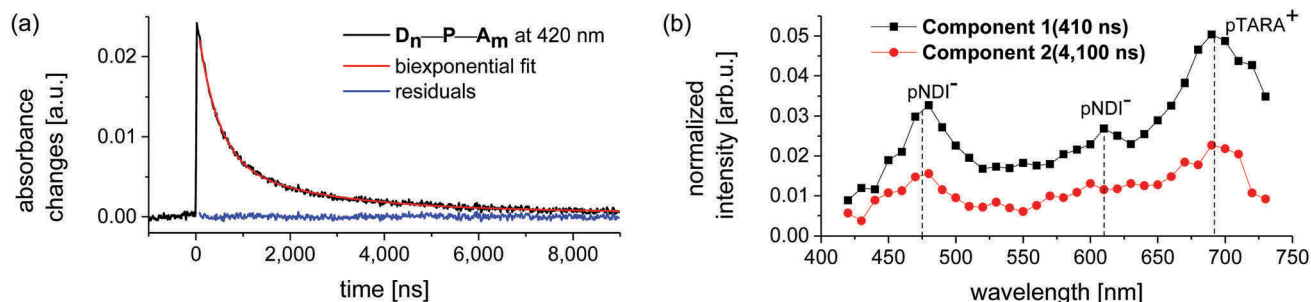 (a)
D_n—P—A_m at 420 nm
biexponential fit
residuals
absorbance
changes [a.u.]
0.02
0.01
0.00
0
2,000
4,000
6,000
8,000
time [ns]
(b)
Component 1(410 ns)
Component 2(4,100 ns)
pTARA⁺
pNDI⁻
pNDI⁻
normalized
intensity [arb.u.]
0.05
0.04
0.03
0.02
0.01
0.00
400
450
500
550
600
650
700
750
wavelength [nm]